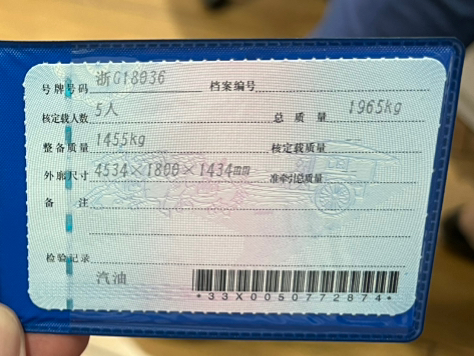 号牌号码 浙G18036 档案编号
核定载人数 5人 总质量 1965kg
整备质量 1455kg 核定载质量
外廓尺寸 4534×1800×1434mm 准牵引总质量
备注
检验记录
汽油
*33X0050772874*